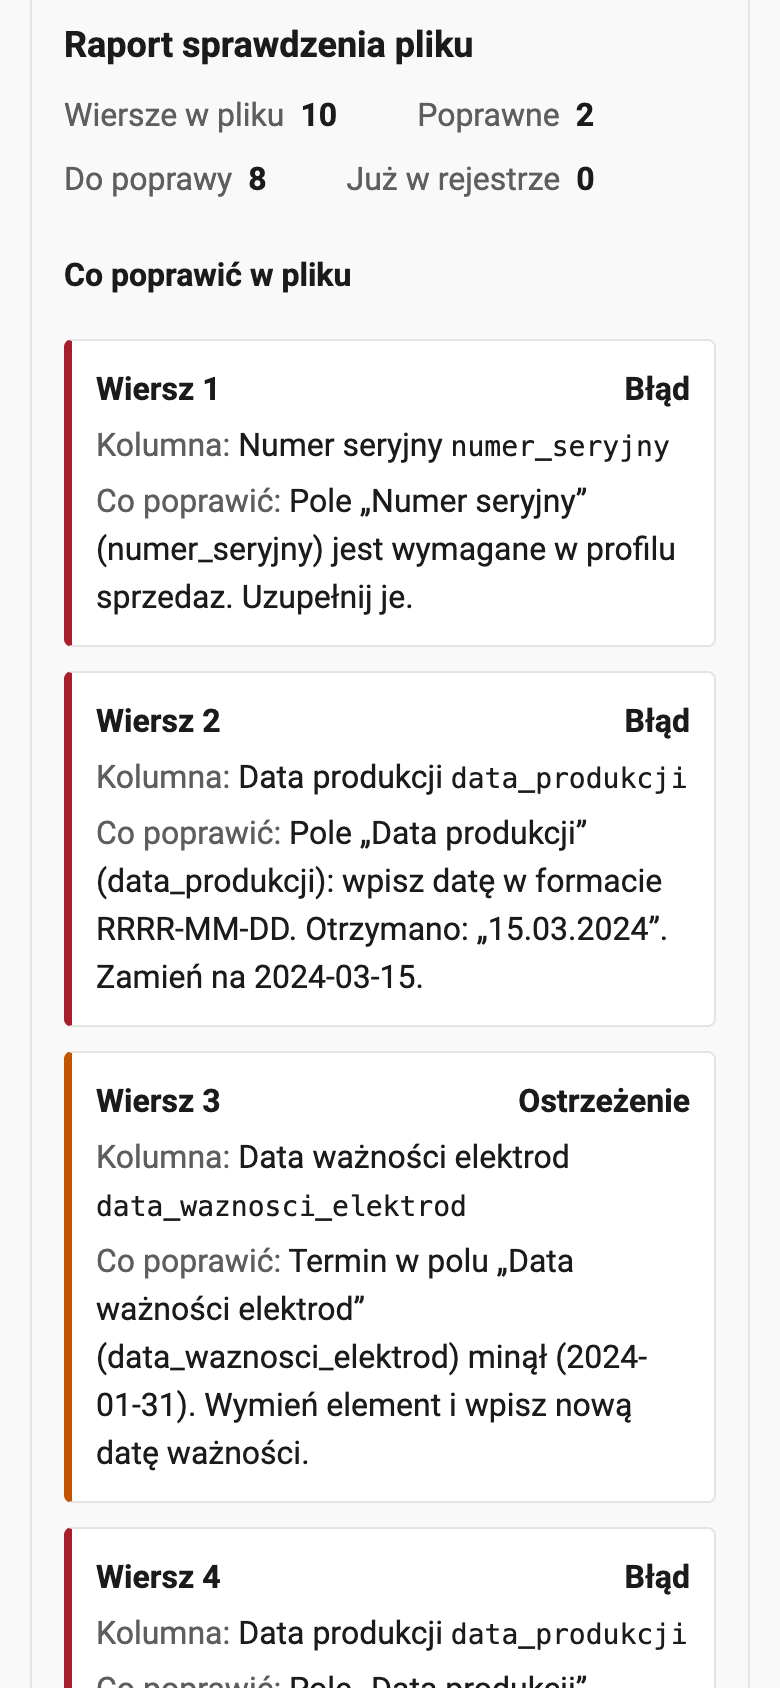 Raport sprawdzenia pliku
Wiersze w pliku 10 Poprawne 2
Do poprawy 8 Już w rejestrze 0
Co poprawić w pliku
Wiersz 1 Błąd
Kolumna: Numer seryjny numer_seryjny
Co poprawić: Pole „Numer seryjny”
(numer_seryjny) jest wymagane w profilu
sprzedaz. Uzupełnij je.
Wiersz 2 Błąd
Kolumna: Data produkcji data_produkcji
Co poprawić: Pole „Data produkcji”
(data_produkcji): wpisz datę w formacie
RRRR-MM-DD. Otrzymano: „15.03.2024”.
Zamień na 2024-03-15.
Wiersz 3 Ostrzeżenie
Kolumna: Data ważności elektrod
data_waznosci_elektrod
Co poprawić: Termin w polu „Data
ważności elektrod”
(data_waznosci_elektrod) minął (2024-
01-31). Wymień element i wpisz nową
datę ważności.
Wiersz 4 Błąd
Kolumna: Data produkcji data_produkcji
Co poprawić: Pole „Data produkcji”